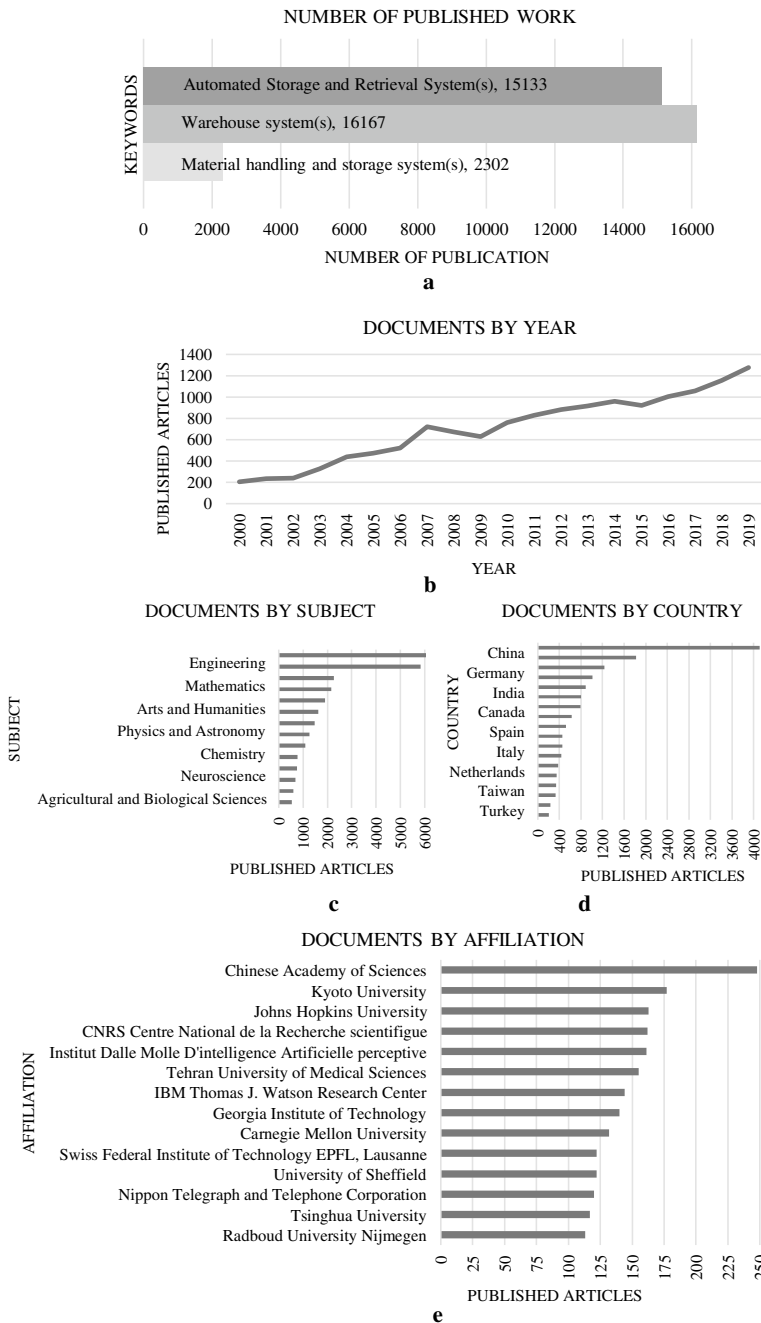 NUMBER OF PUBLISHED WORK
KEYWORDS
Automated Storage and Retrieval System(s), 15133
Warehouse system(s), 16167
Material handling and storage system(s), 2302
0 2000 4000 6000 8000 10000 12000 14000 16000
NUMBER OF PUBLICATION
a
DOCUMENTS BY YEAR
PUBLISHED ARTICLES
1400
1200
1000
800
600
400
200
0
2000 2001 2002 2003 2004 2005 2006 2007 2008 2009 2010 2011 2012 2013 2014 2015 2016 2017 2018 2019
YEAR
b
DOCUMENTS BY SUBJECT
SUBJECT
Engineering
Mathematics
Arts and Humanities
Physics and Astronomy
Chemistry
Neuroscience
Agricultural and Biological Sciences
0 1000 2000 3000 4000 5000 6000
PUBLISHED ARTICLES
c
DOCUMENTS BY COUNTRY
COUNTRY
China
Germany
India
Canada
Spain
Italy
Netherlands
Taiwan
Turkey
0 400 800 1200 1600 2000 2400 2800 3200 3600 4000
PUBLISHED ARTICLES
d
DOCUMENTS BY AFFILIATION
AFFILIATION
Chinese Academy of Sciences
Kyoto University
Johns Hopkins University
CNRS Centre National de la Recherche scientifigue
Institut Dalle Molle D'intelligence Artificielle perceptive
Tehran University of Medical Sciences
IBM Thomas J. Watson Research Center
Georgia Institute of Technology
Carnegie Mellon University
Swiss Federal Institute of Technology EPFL, Lausanne
University of Sheffield
Nippon Telegraph and Telephone Corporation
Tsinghua University
Radboud University Nijmegen
0 25 50 75 100 125 150 175 200 225 250
PUBLISHED ARTICLES
e